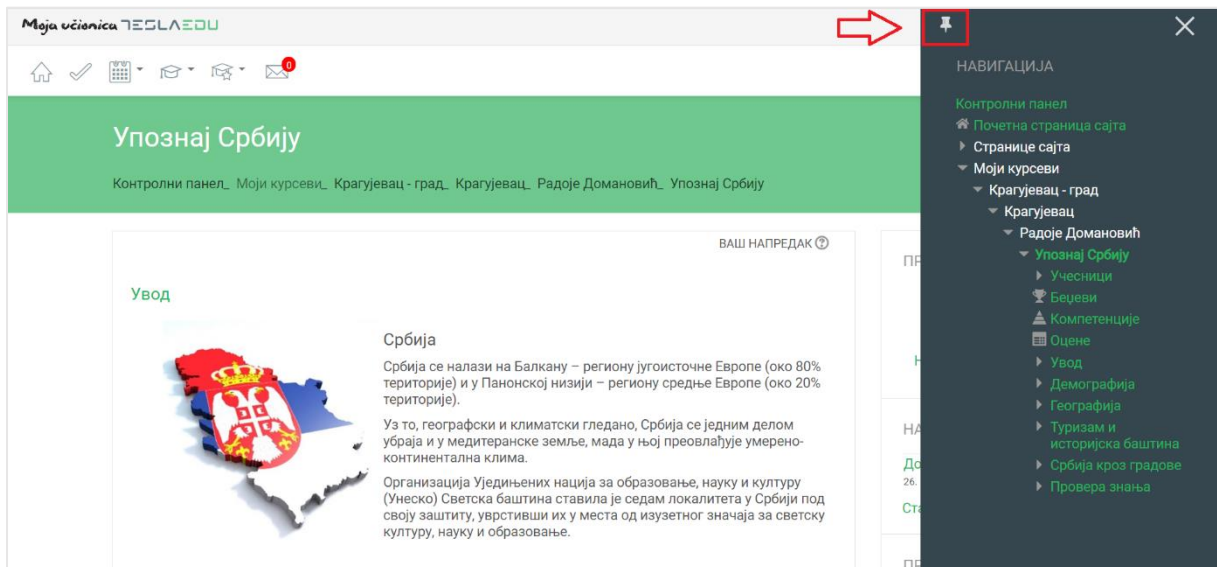 Moja učionica TESLAEDU
0
Упознај Србију
Контролни панел_ Моји курсеви_ Крагујевац - град_ Крагујевац_ Радоје Домановић_ Упознај Србију
ВАШ НАПРЕДАК
Увод
Србија
Србија се налази на Балкану – региону југоисточне Европе (око 80%
територије) и у Панонској низији – региону средње Европе (око 20%
територије).
Уз то, географски и климатски гледано, Србија се једним делом
убраја и у медитеранске земље, мада у њој преовлађује умерено-
континентална клима.
Организација Уједињених нација за образовање, науку и културу
(Унеско) Светска баштина ставила је седам локалитета у Србији под
своју заштиту, уврстивши их у места од изузетног значаја за светску
културу, науку и образовање.
26.
НАВИГАЦИЈА
Контролни панел
Почетна страница сајта
Странице сајта
Моји курсеви
Крагујевац - град
Крагујевац
Радоје Домановић
Упознај Србију
Учесници
Беџеви
Компетенције
Оцене
Увод
Демографија
Географија
Туризам и
историјска баштина
Србија кроз градове
Провера знања